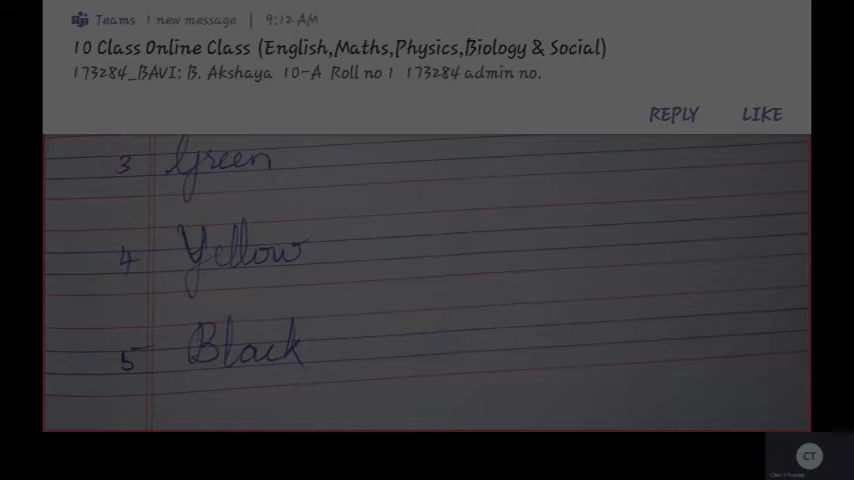 Teams 1 new message | 9:12 AM
10 Class Online Class (English,Maths,Physics,Biology & Social)
173284_BAVI: B. Akshaya 10-A Roll no 1 173284 admin no.
REPLY LIKE
3 Green
4 Yellow
5 Black
CT